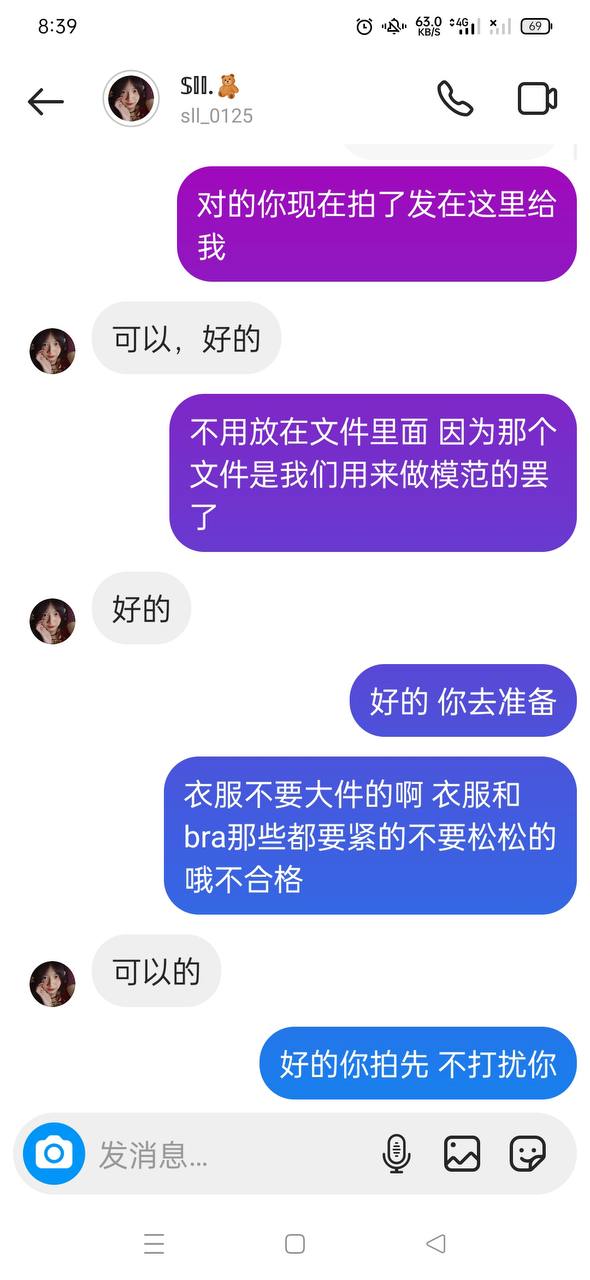 8:39
63.0
KB/S
4G
69
𝕤𝕝𝕝.🧸
sll_0125
对的你现在拍了发在这里给
我
可以，好的
不用放在文件里面 因为那个
文件是我们用来做模范的罢
了
好的
好的 你去准备
衣服不要大件的啊 衣服和
bra那些都要紧的不要松松的
哦不合格
可以的
好的你拍先 不打扰你
发消息...